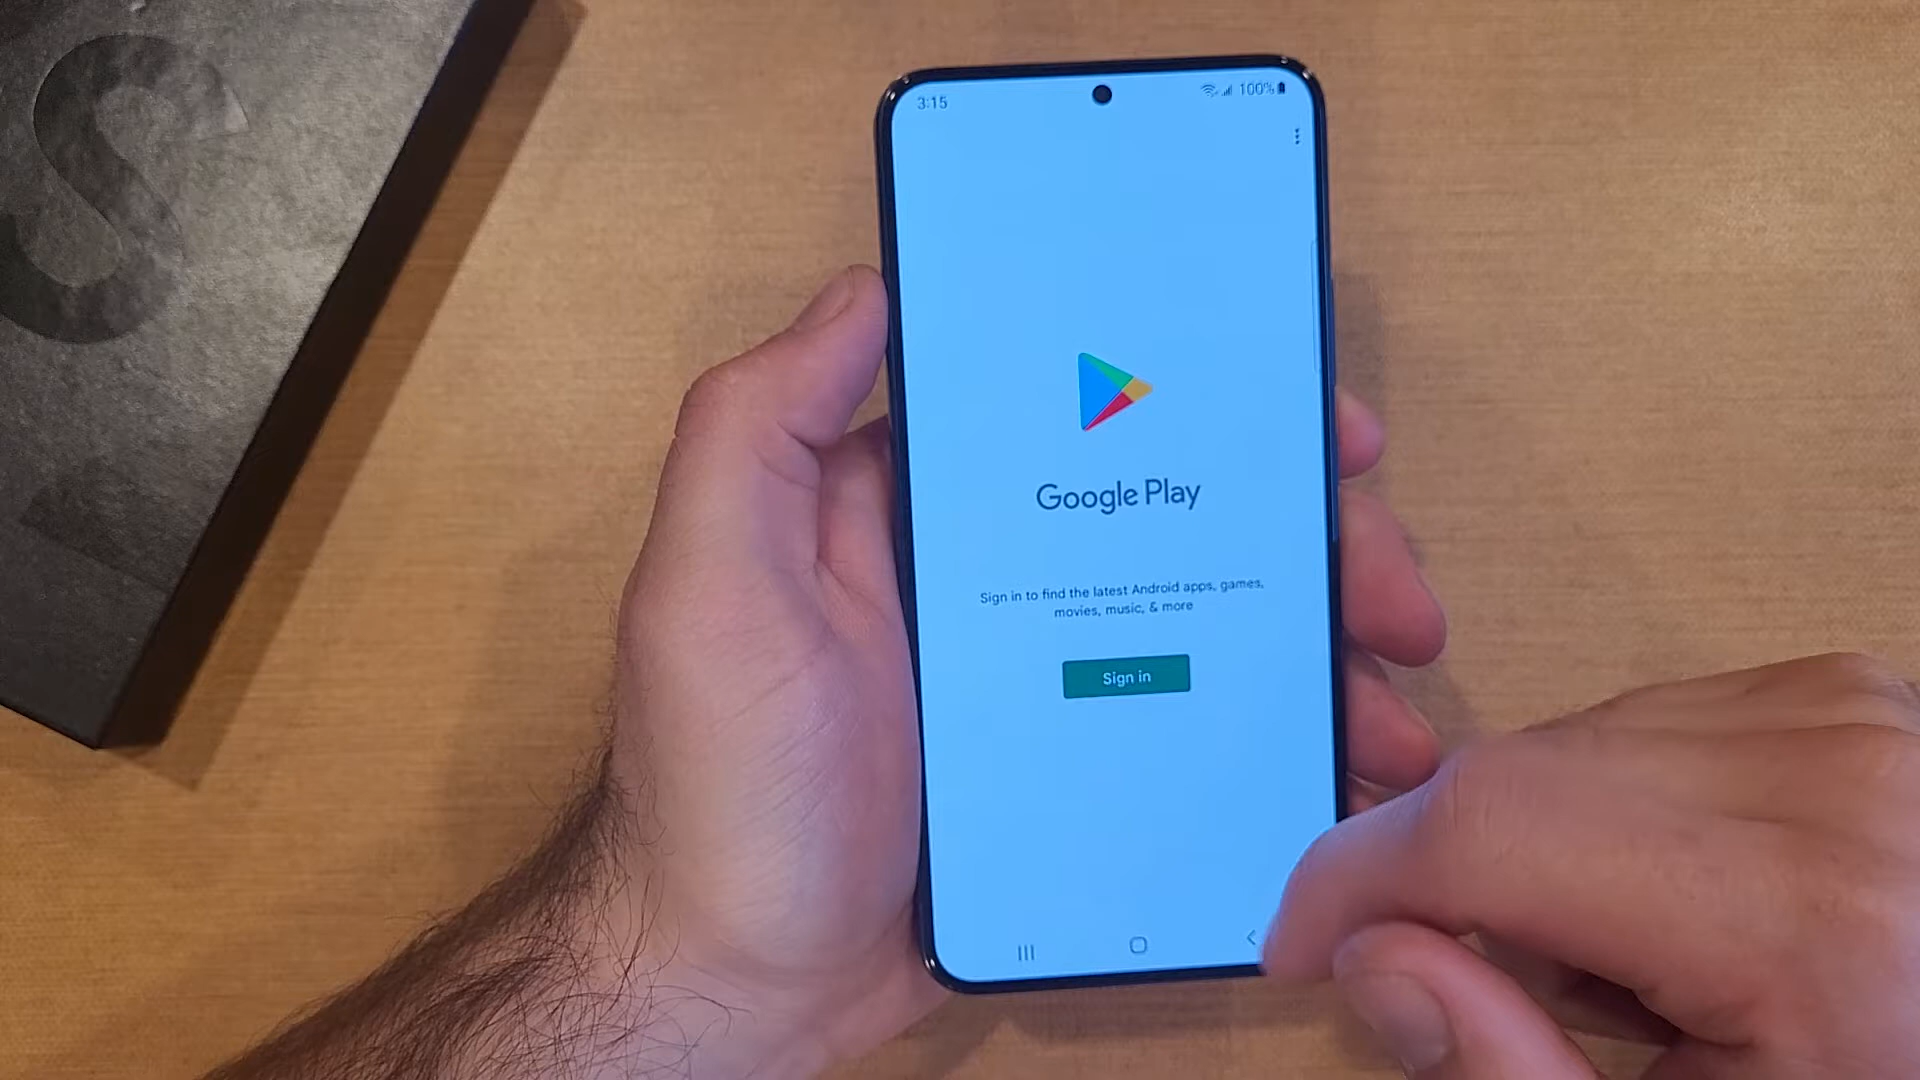 S
3:15
100%
Google Play
Sign in to find the latest Android apps, games,
movies, music, & more
Sign in